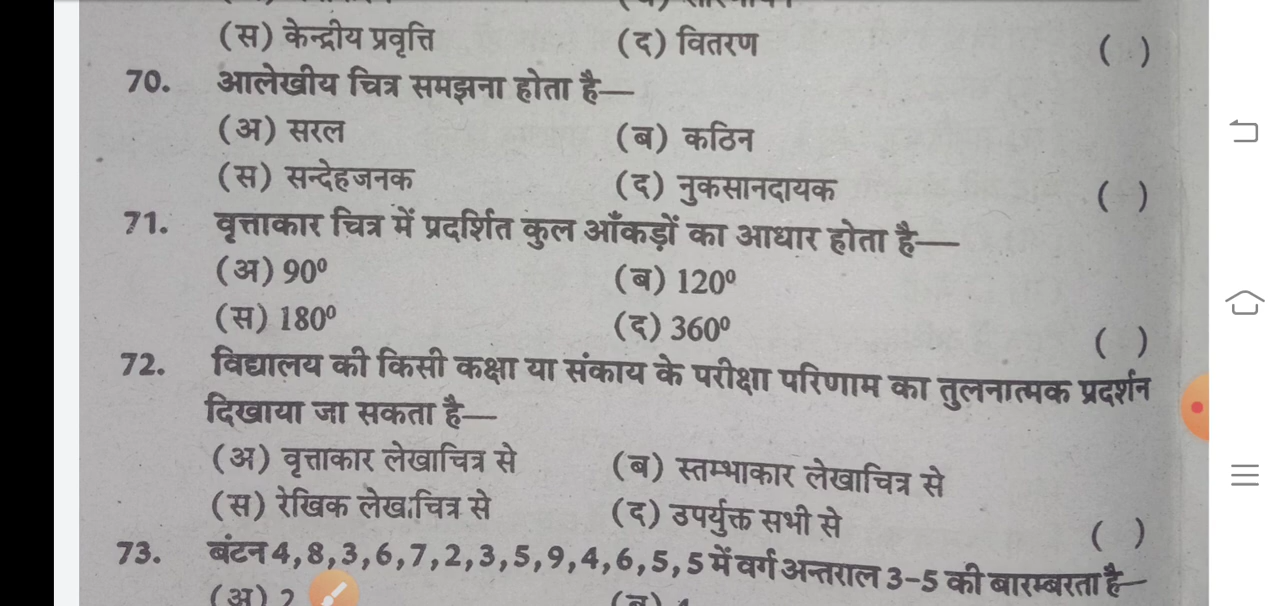 (स) केन्द्रीय प्रवृत्ति (द) वितरण ( )
70. आलेखीय चित्र समझना होता है—
(अ) सरल (ब) कठिन
(स) सन्देहजनक (द) नुकसानदायक ( )
71. वृत्ताकार चित्र में प्रदर्शित कुल आँकड़ों का आधार होता है—
(अ) 90⁰ (ब) 120⁰
(स) 180⁰ (द) 360⁰ ( )
72. विद्यालय की किसी कक्षा या संकाय के परीक्षा परिणाम का तुलनात्मक प्रदर्शन
दिखाया जा सकता है—
(अ) वृत्ताकार लेखाचित्र से (ब) स्तम्भाकार लेखाचित्र से
(स) रेखिक लेखाचित्र से (द) उपर्युक्त सभी से ( )
73. बंटन 4, 8, 3, 6, 7, 2, 3, 5, 9, 4, 6, 5, 5 में वर्ग अन्तराल 3-5 की बारम्बरता है—
(अ) 2 (ब)